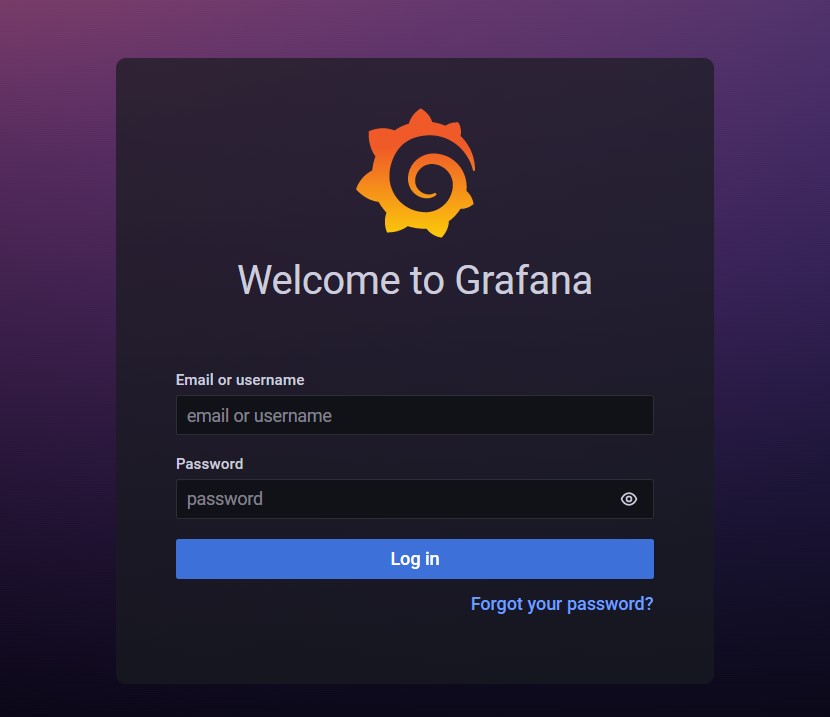 Welcome to Grafana
Email or username
email or username
Password
password
Log in
Forgot your password?